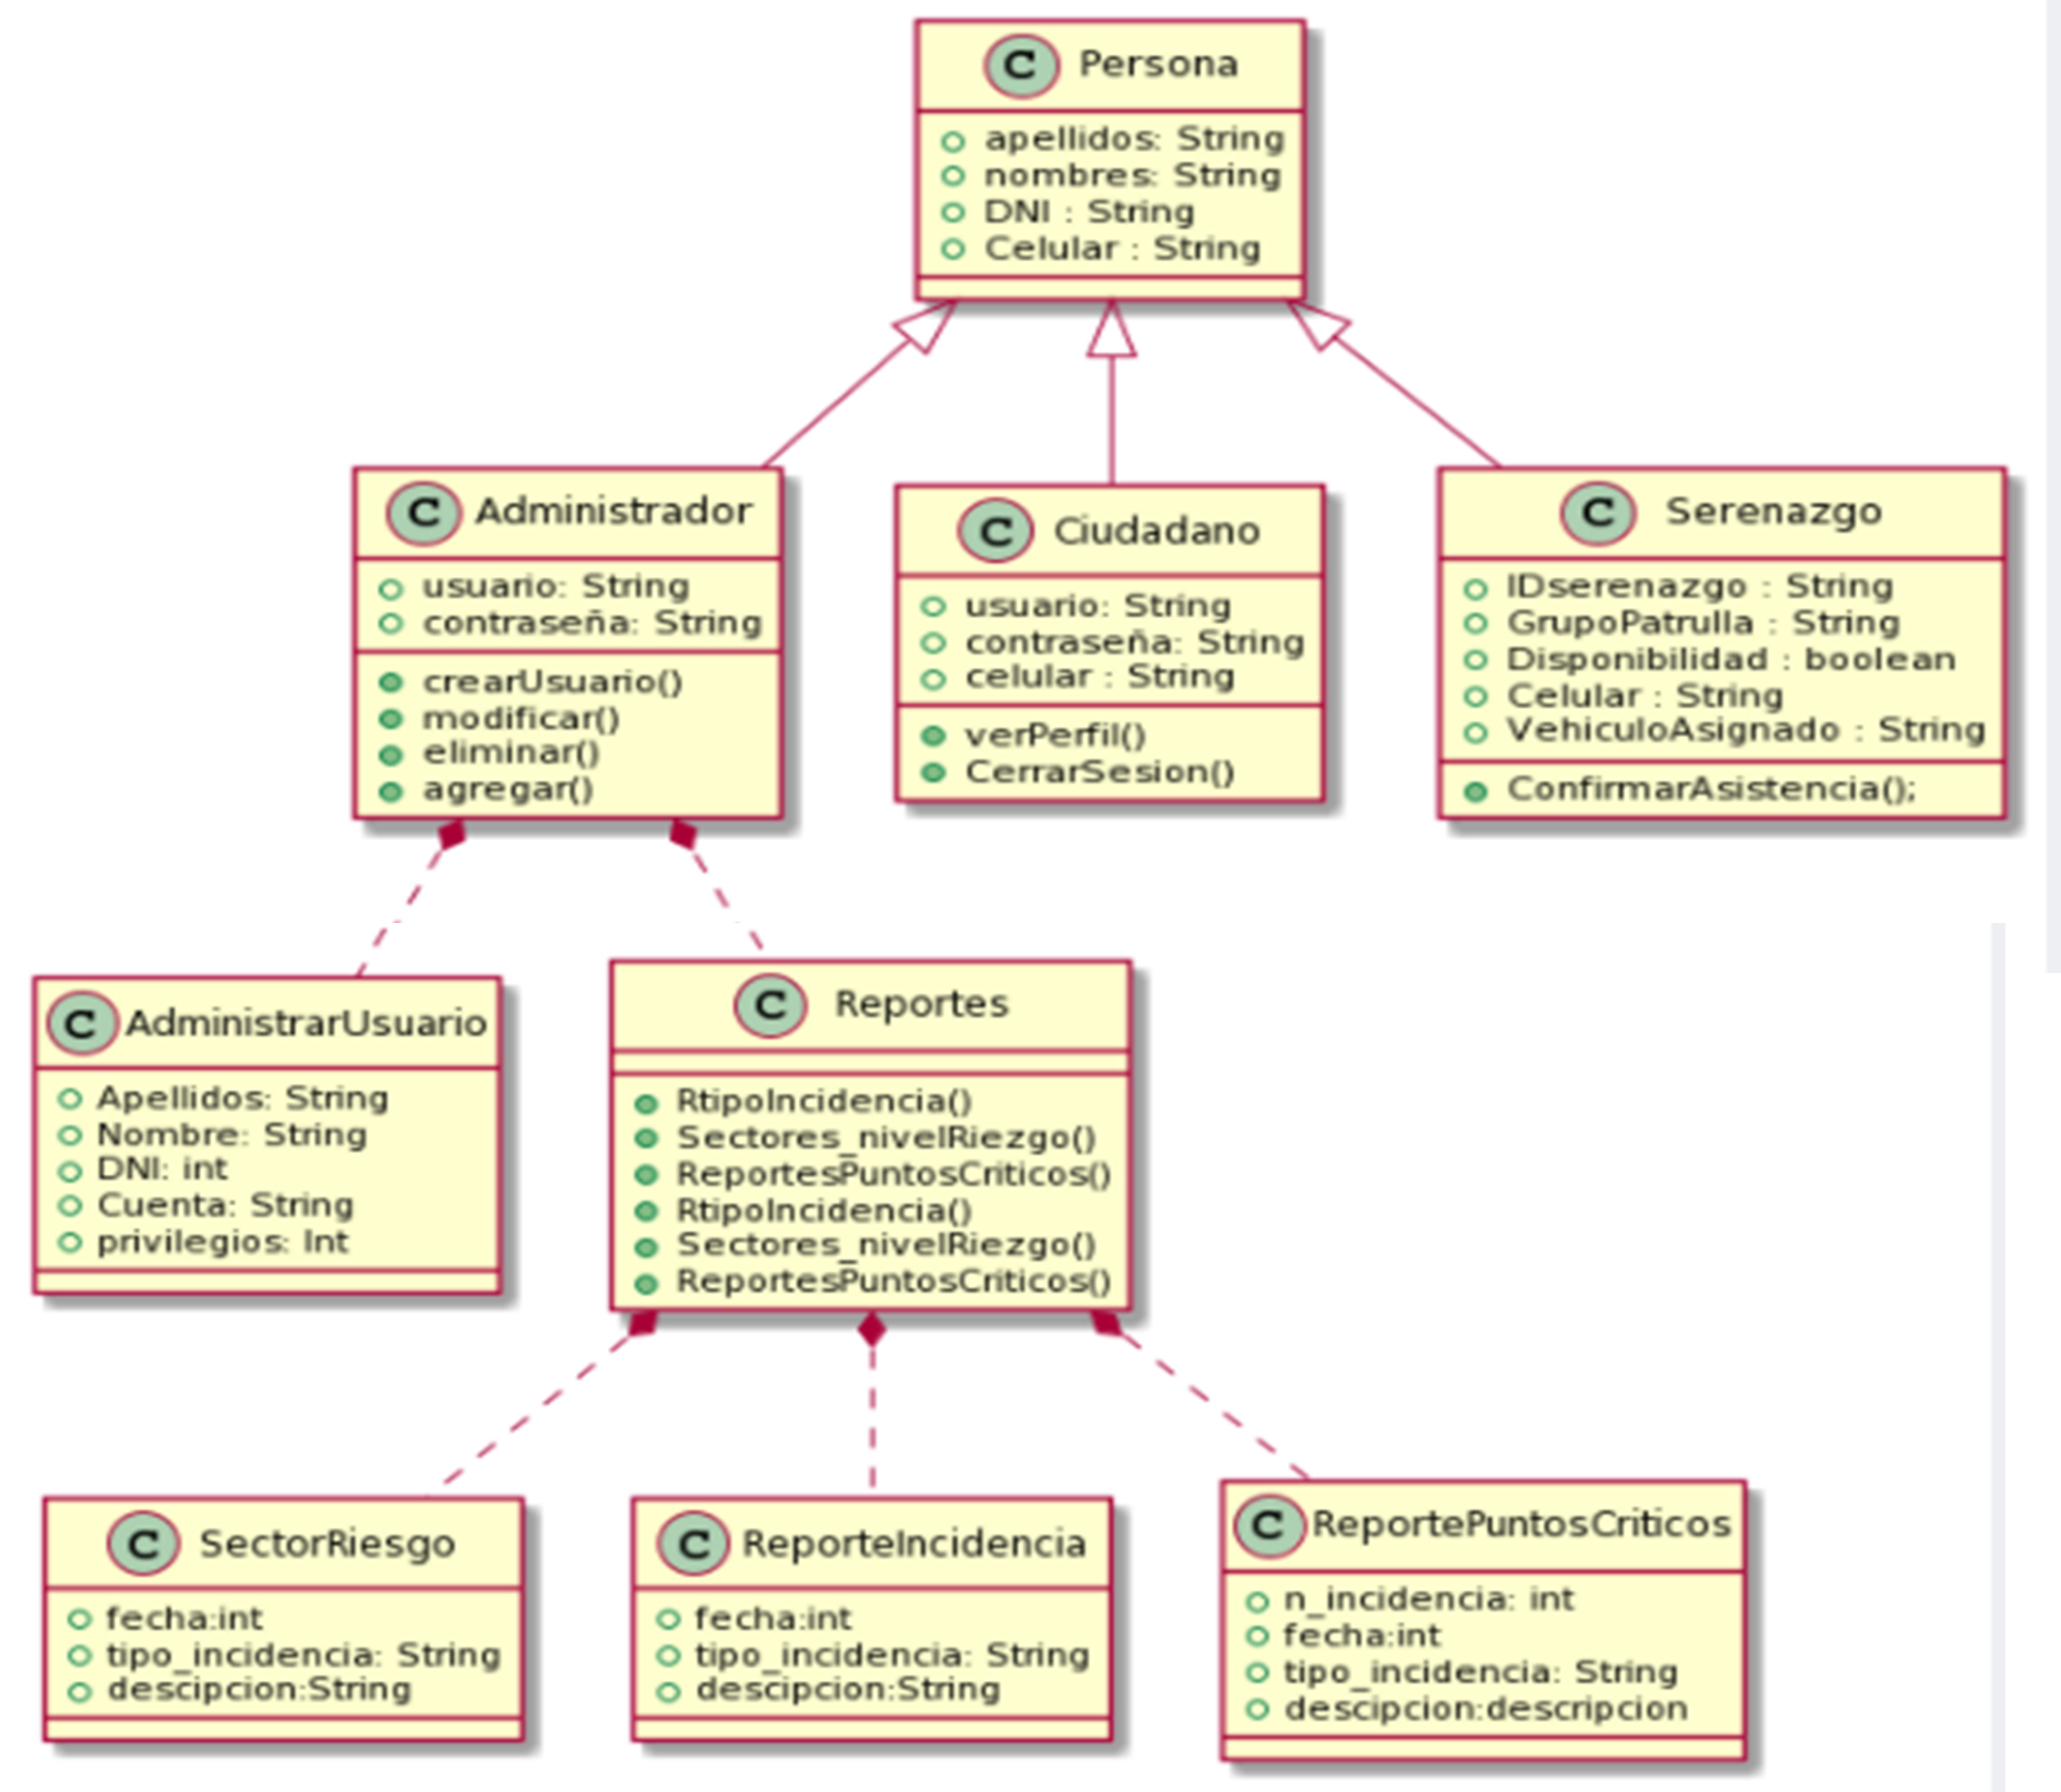 C Persona
apellidos: String
nombres: String
DNI : String
Celular : String
C Administrador
usuario: String
contraseña: String
crearUsuario()
modificar()
eliminar()
agregar()
C Ciudadano
usuario: String
contraseña: String
celular : String
verPerfil()
CerrarSesion()
C Serenazgo
IDserenazgo : String
GrupoPatrulla : String
Disponibilidad : boolean
Celular : String
VehiculoAsignado : String
ConfirmarAsistencia();
C AdministrarUsuario
Apellidos: String
Nombre: String
DNI: int
Cuenta: String
privilegios: Int
C Reportes
RtipoIncidencia()
Sectores_nivelRiezgo()
ReportesPuntosCriticos()
RtipoIncidencia()
Sectores_nivelRiezgo()
ReportesPuntosCriticos()
C SectorRiesgo
fecha:int
tipo_incidencia: String
descipcion:String
C ReporteIncidencia
fecha:int
tipo_incidencia: String
descipcion:String
C ReportePuntosCriticos
n_incidencia: int
fecha:int
tipo_incidencia: String
descipcion:descripcion